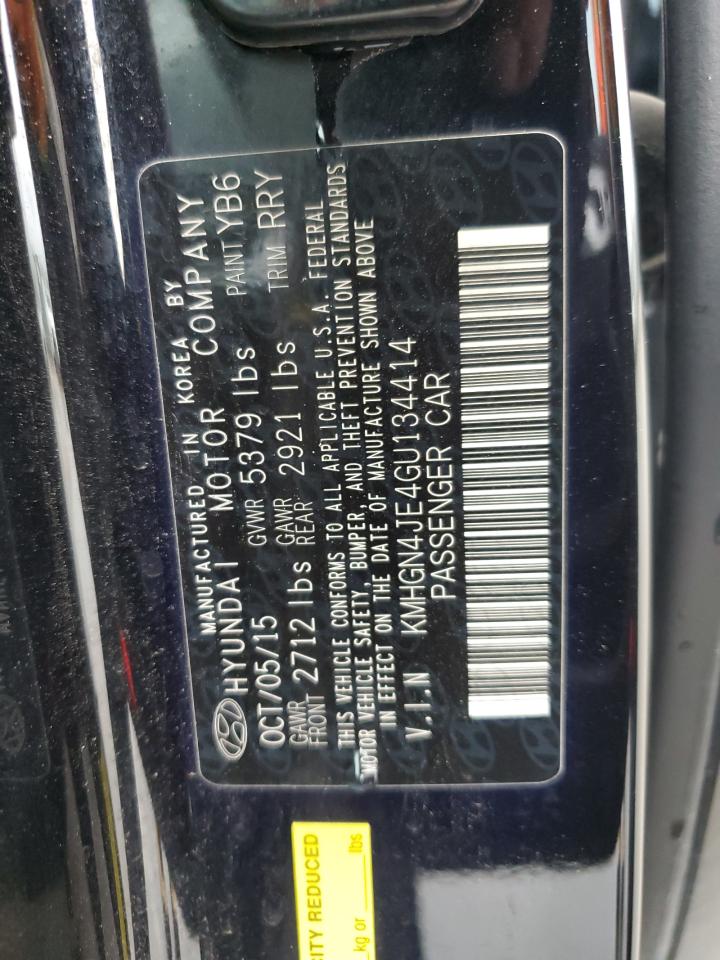 MANUFACTURED IN KOREA BY
HYUNDAI MOTOR COMPANY
OCT/05/15 GVWR 5379 lbs PAINT YB6
GAWR FRONT 2712 lbs GAWR REAR 2921 lbs TRIM RRY
THIS VEHICLE CONFORMS TO ALL APPLICABLE U.S.A. FEDERAL
MOTOR VEHICLE SAFETY, BUMPER, AND THEFT PREVENTION STANDARDS
IN EFFECT ON THE DATE OF MANUFACTURE SHOWN ABOVE
V.I.N KMHGN4JE4GU134414
PASSENGER CAR
REDUCED
kg or lbs